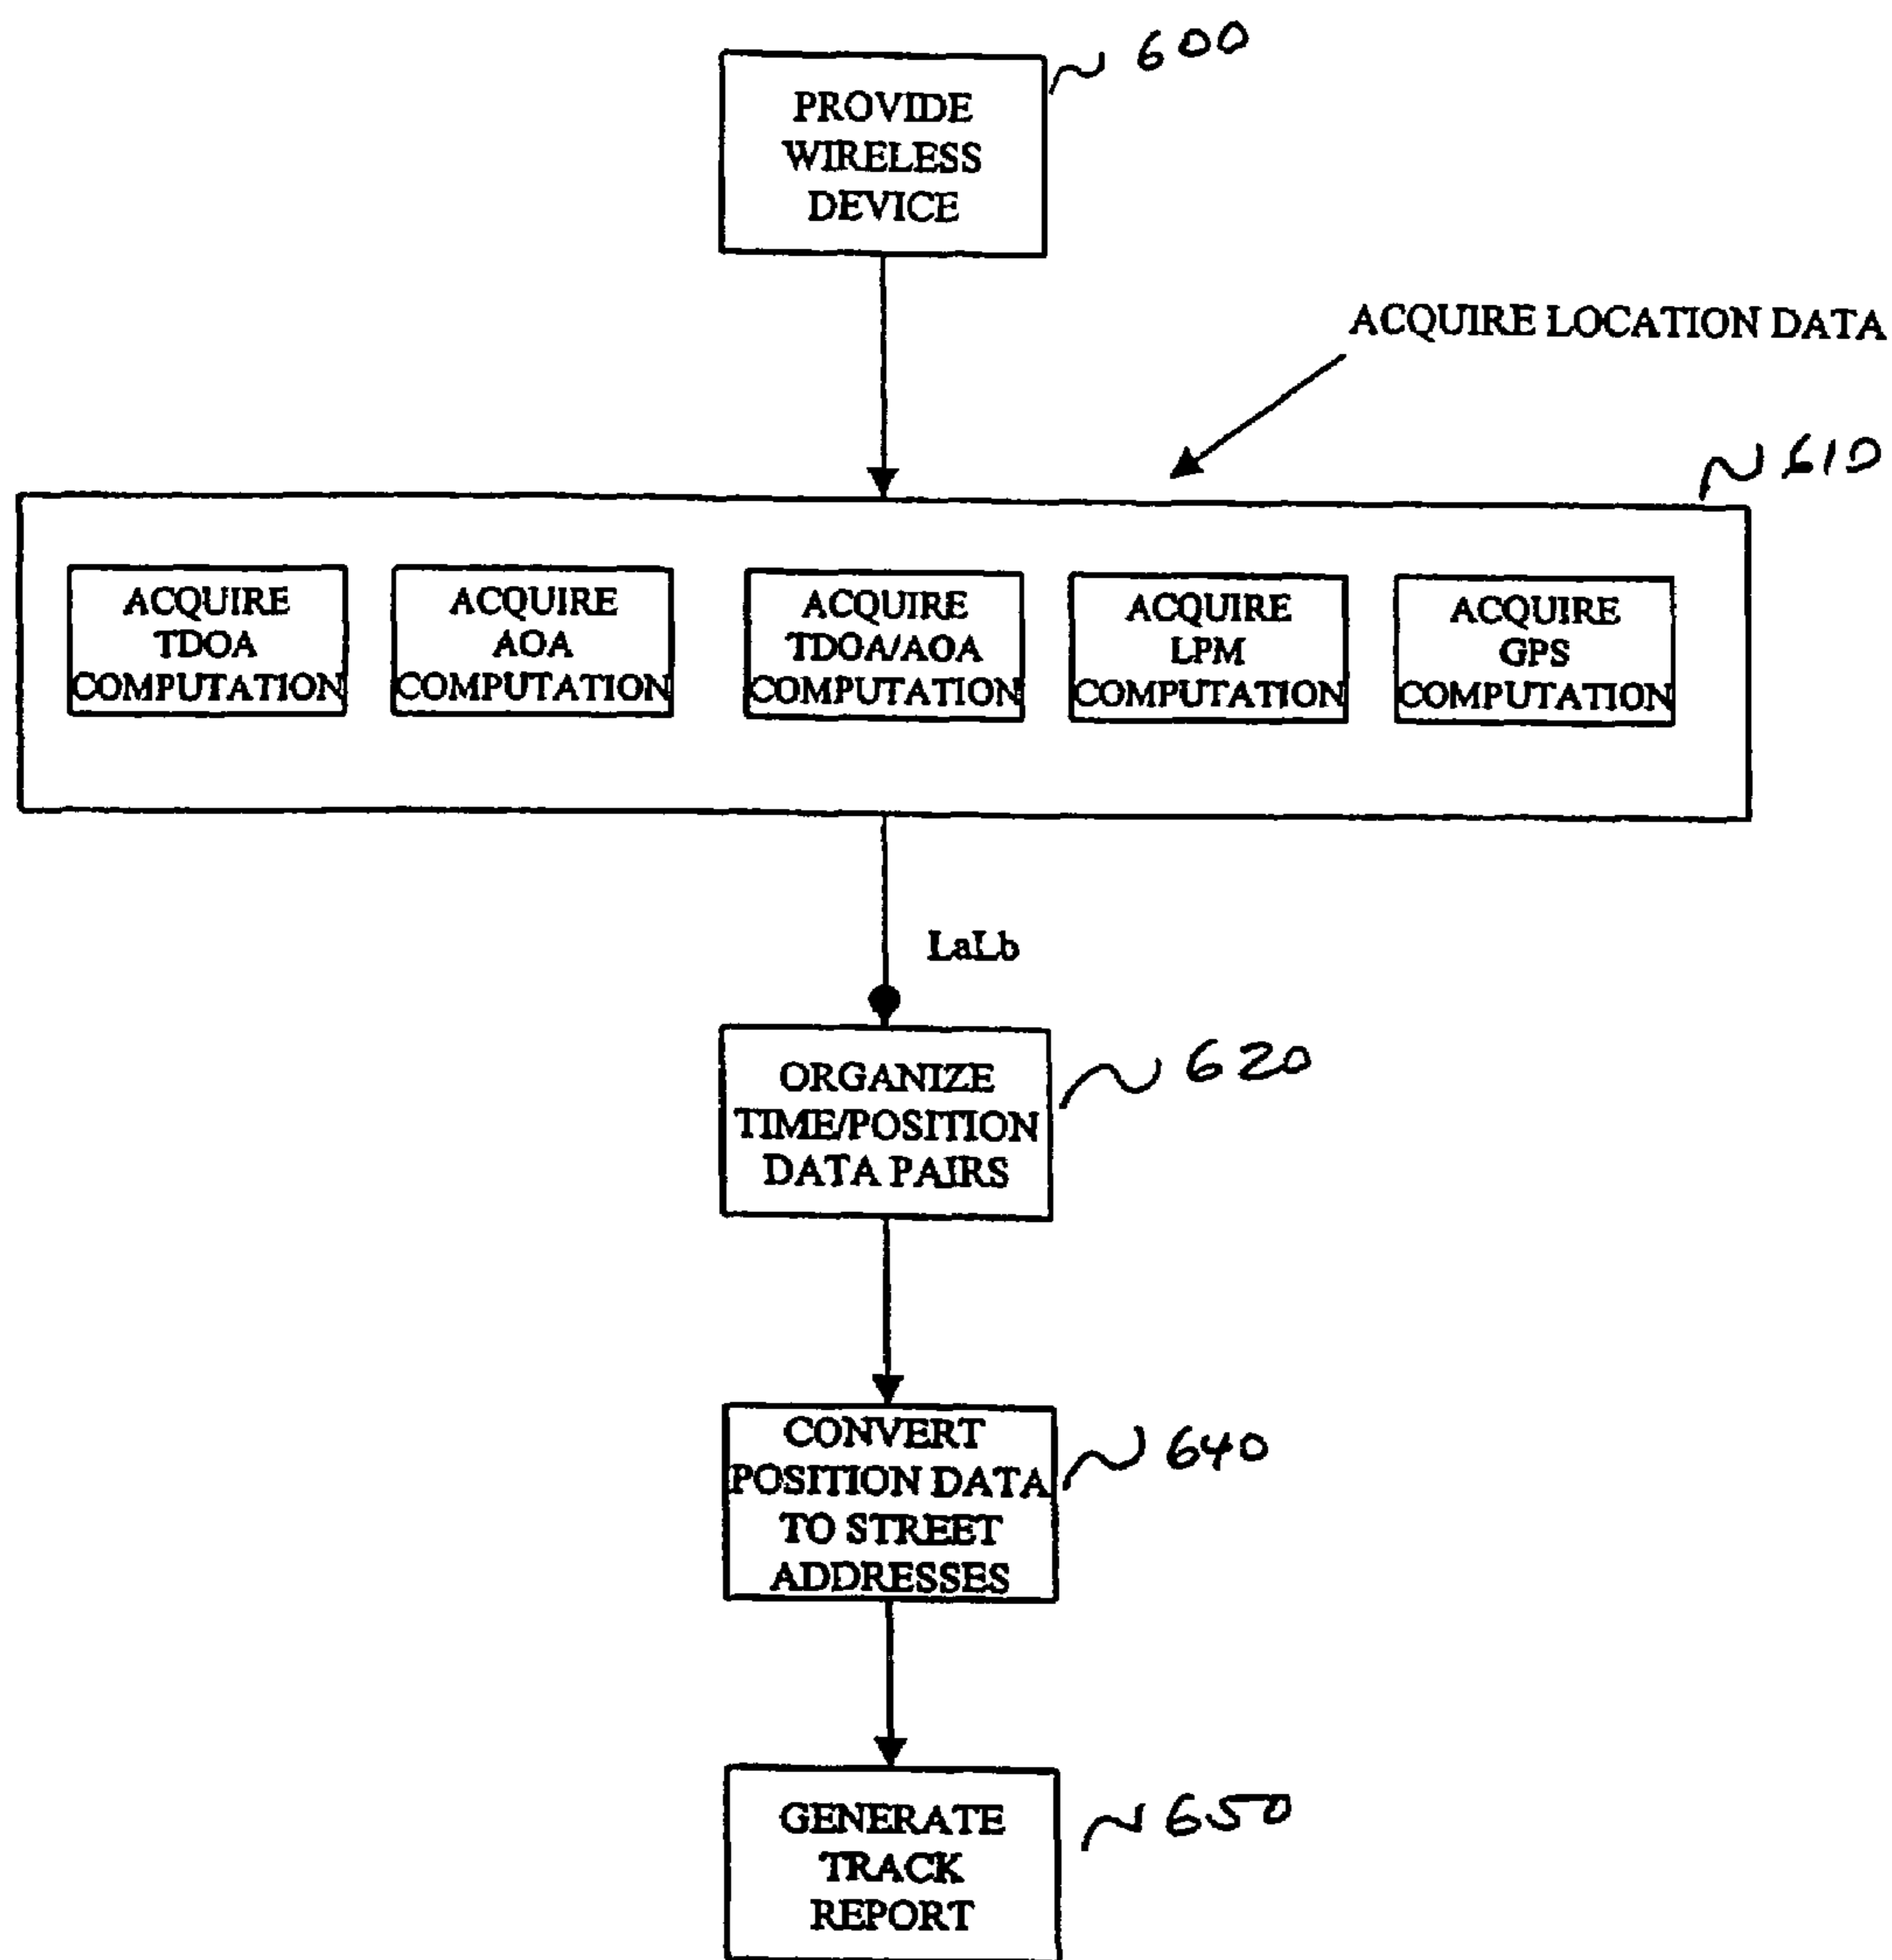 600
PROVIDE
WIRELESS
DEVICE
ACQUIRE LOCATION DATA
610
ACQUIRE
TDOA
COMPUTATION
ACQUIRE
AOA
COMPUTATION
ACQUIRE
TDOA/AOA
COMPUTATION
ACQUIRE
LPM
COMPUTATION
ACQUIRE
GPS
COMPUTATION
LaLb
ORGANIZE
TIME/POSITION
DATA PAIRS
620
CONVERT
POSITION DATA
TO STREET
ADDRESSES
640
GENERATE
TRACK
REPORT
650